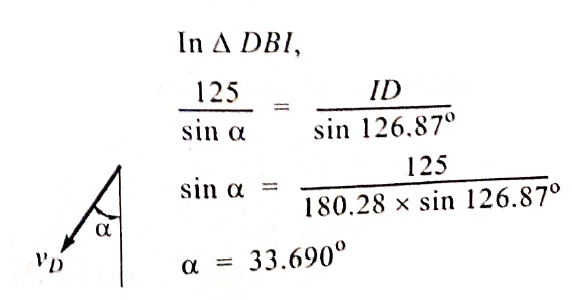 In Δ DBI,
125 / sin α = ID / sin 126.87°
sin α = 125 / 180.28 × sin 126.87°
α = 33.690°
α
v_D